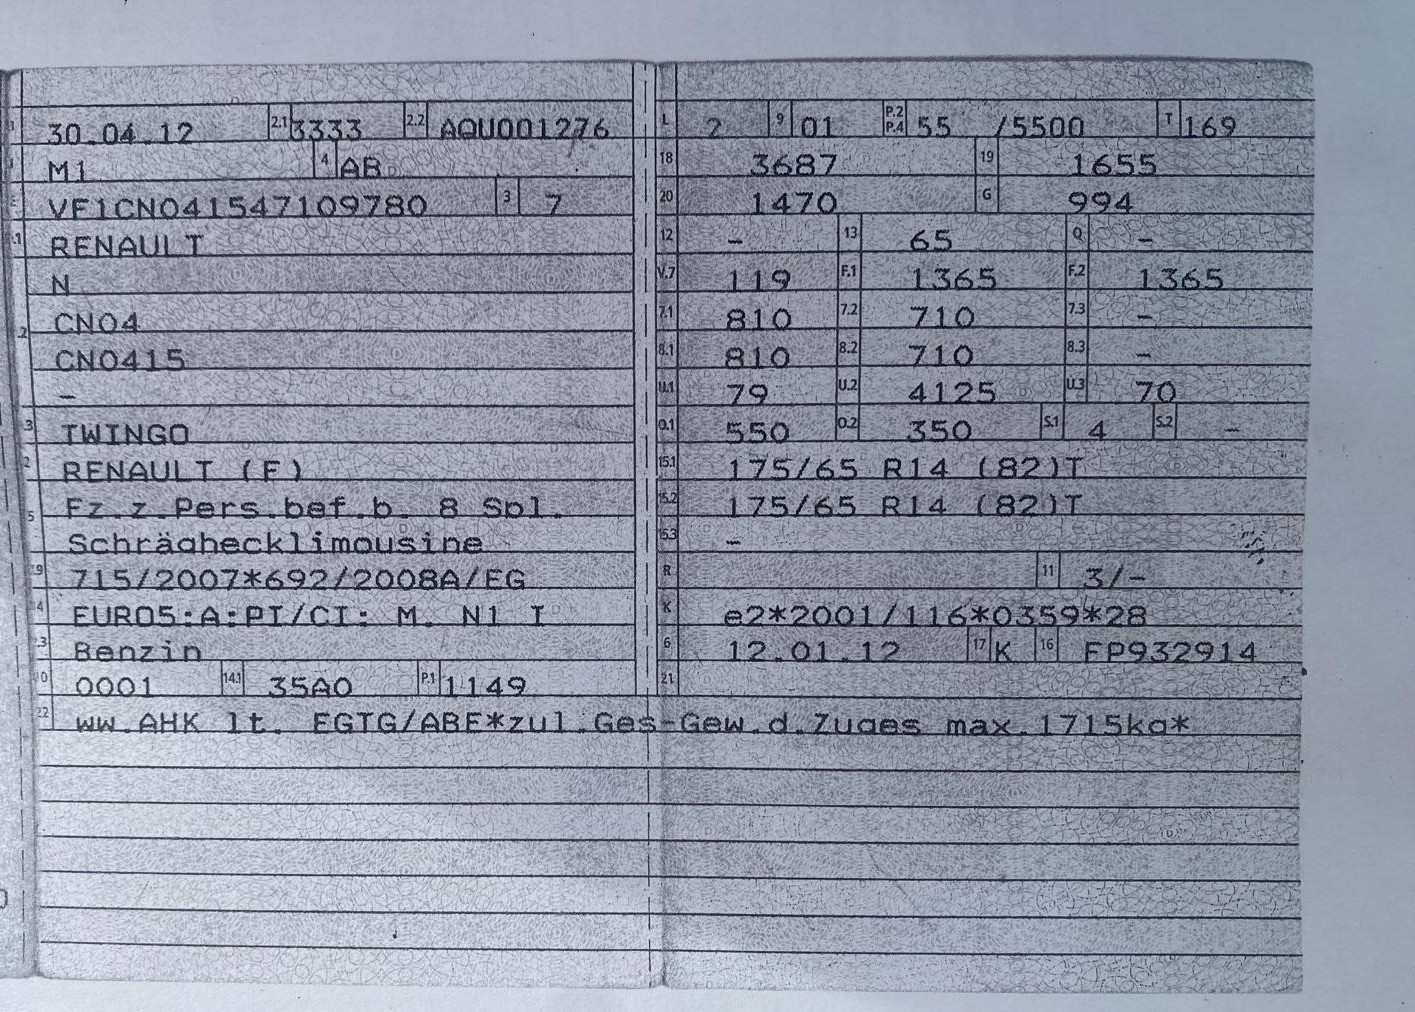 30.04.12 2.1 3333 2.2 AQU001276
M1 4 AB
VF1CN041547109780 3 7
RENAULT
N
CN04
CN0415
–
TWINGO
RENAULT (F)
Fz.z.Pers.bef.b. 8 Spl.
5 Schräghecklimousine
715/2007*692/2008A/EG
EURO5;A;PI/CI; M, N1 I
Benzin
0001 14.1 35A0 P.1 1149
L 2 9 01 P.2 P.4 55 /5500 T 169
18 3687 19 1655
20 1470 G 994
12 – 13 65 Q –
V.7 119 F.1 1365 F.2 1365
7.1 810 7.2 710 7.3 –
8.1 810 8.2 710 8.3 –
U.1 79 U.2 4125 U.3 70
O.1 550 O.2 350 S.1 4 S.2 –
15.1 175/65 R14 (82)T
15.2 175/65 R14 (82)T
15.3 –
R 11 3/–
K e2*2001/116*0359*28
6 12.01.12 17 K 16 FP932914
21
22 ww.AHK lt. EGTG/ABE*zul.Ges-Gew.d.Zuges max.1715kg*